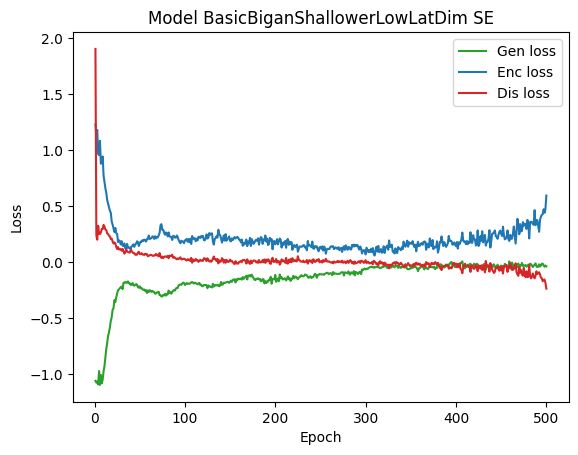 Model BasicBiganShallowerLowLatDim SE
Gen loss
Enc loss
Dis loss
2.0
1.5
1.0
0.5
0.0
−0.5
−1.0
Loss
0 100 200 300 400 500
Epoch